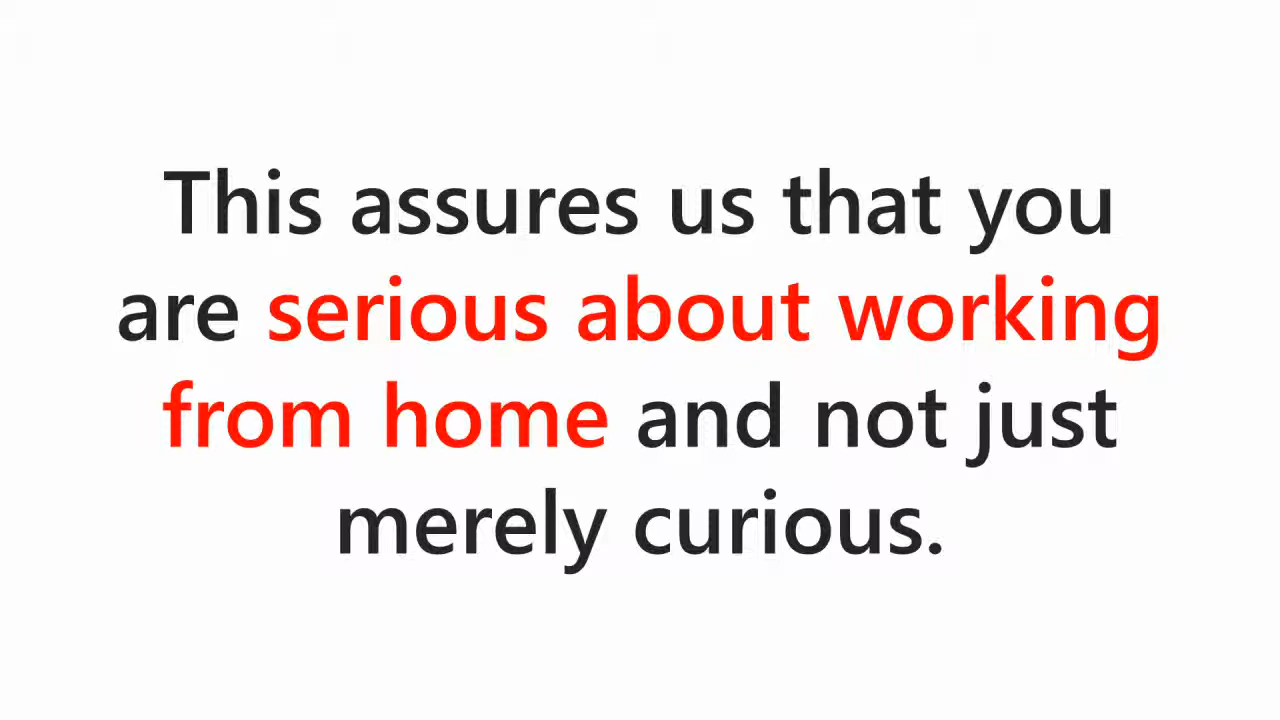 This assures us that you
are serious about working
from home and not just
merely curious.